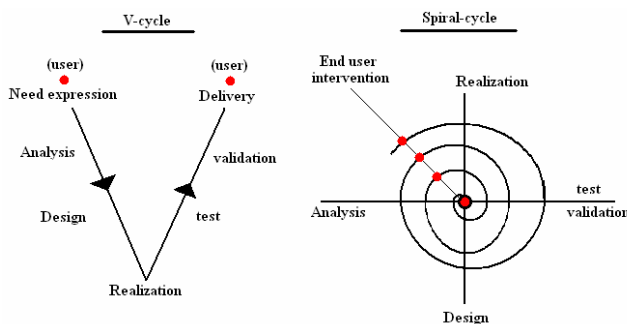 V-cycle
(user)
(user)
Need expression
Delivery
Analysis
validation
Design
test
Realization
Spiral-cycle
End user
intervention
Realization
test
Analysis
validation
Design